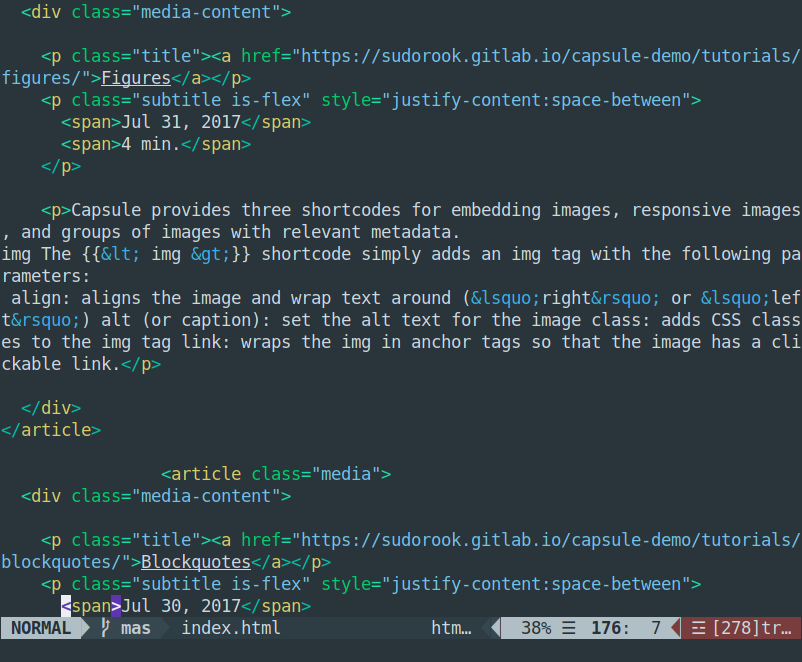 <div class="media-content">
<p class="title"><a href="https://sudorook.gitlab.io/capsule-demo/tutorials/
figures/">Figures</a></p>
<p class="subtitle is-flex" style="justify-content:space-between">
<span>Jul 31, 2017</span>
<span>4 min.</span>
</p>
<p>Capsule provides three shortcodes for embedding images, responsive images
, and groups of images with relevant metadata.
img The {{&lt; img &gt;}} shortcode simply adds an img tag with the following pa
rameters:
align: aligns the image and wrap text around (&lsquo;right&rsquo; or &lsquo;lef
t&rsquo;) alt (or caption): set the alt text for the image class: adds CSS class
es to the img tag link: wraps the img in anchor tags so that the image has a cli
ckable link.</p>
</div>
</article>
<article class="media">
<div class="media-content">
<p class="title"><a href="https://sudorook.gitlab.io/capsule-demo/tutorials/
blockquotes/">Blockquotes</a></p>
<p class="subtitle is-flex" style="justify-content:space-between">
<span>Jul 30, 2017</span>
NORMAL mas index.html htm… 38% ☰ 176: 7 ☲ [278]tr…